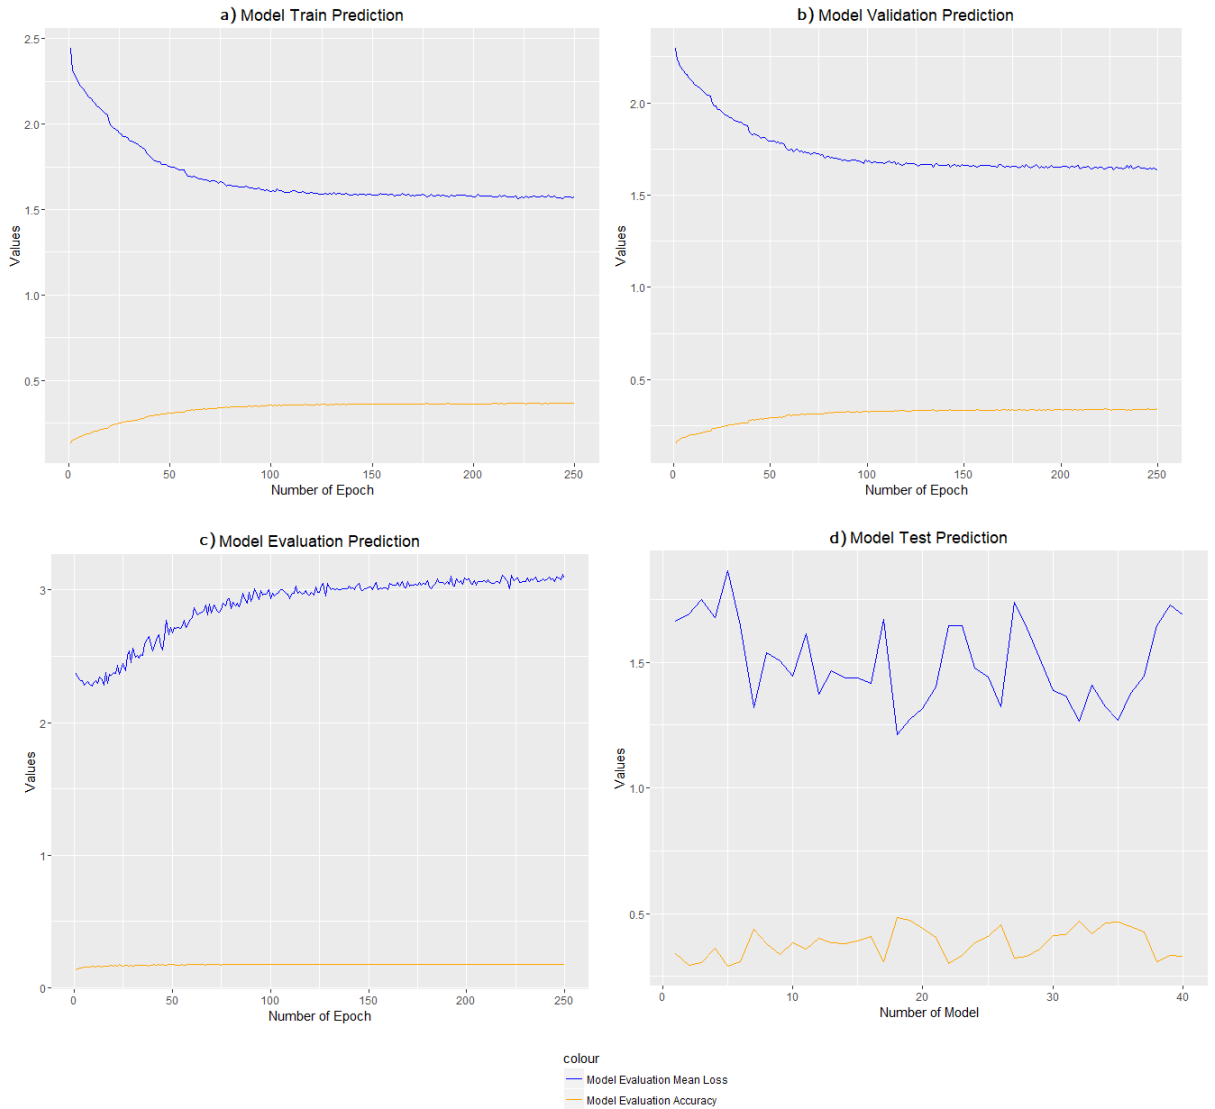 a) Model Train Prediction
2.5
2.0
1.5
1.0
0.5
Values
0 50 100 150 200 250
Number of Epoch
b) Model Validation Prediction
2.0
1.5
1.0
0.5
Values
0 50 100 150 200 250
Number of Epoch
c) Model Evaluation Prediction
3
2
1
0
Values
0 50 100 150 200 250
Number of Epoch
d) Model Test Prediction
1.5
1.0
0.5
Values
0 10 20 30 40
Number of Model
colour
Model Evaluation Mean Loss
Model Evaluation Accuracy